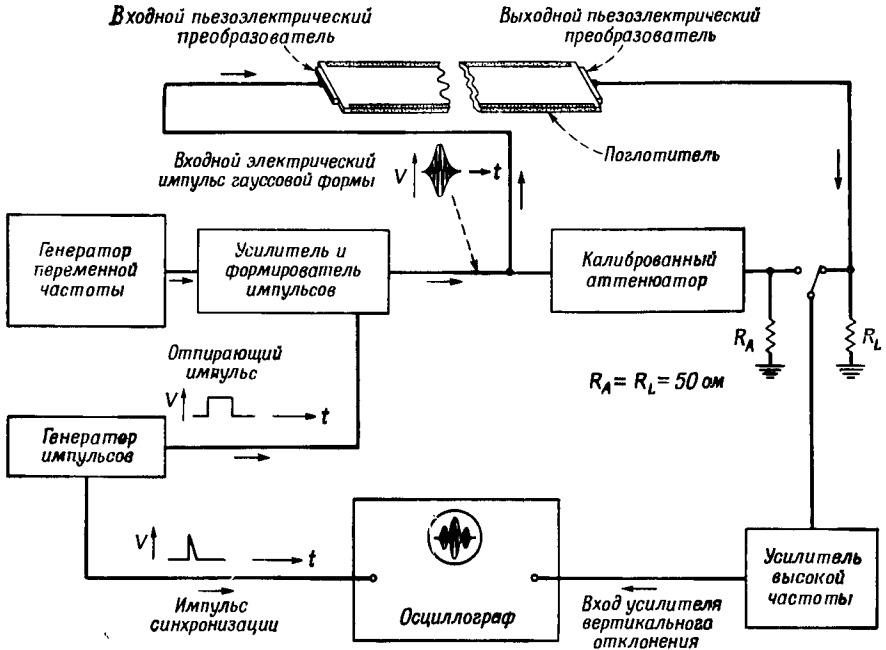 Входной пьезоэлектрический
преобразователь
Выходной пьезоэлектрический
преобразователь
Поглотитель
Входной электрический
импульс гауссовой формы
V
t
Генератор
переменной
частоты
Усилитель и
формирователь
импульсов
Калиброванный
аттенюатор
R_A
R_L
R_A = R_L = 50 ом
Отпирающий
импульс
V
t
Генератор
импульсов
V
t
Импульс
синхронизации
Осциллограф
Вход усилителя
вертикального
отклонения
Усилитель
высокой
частоты